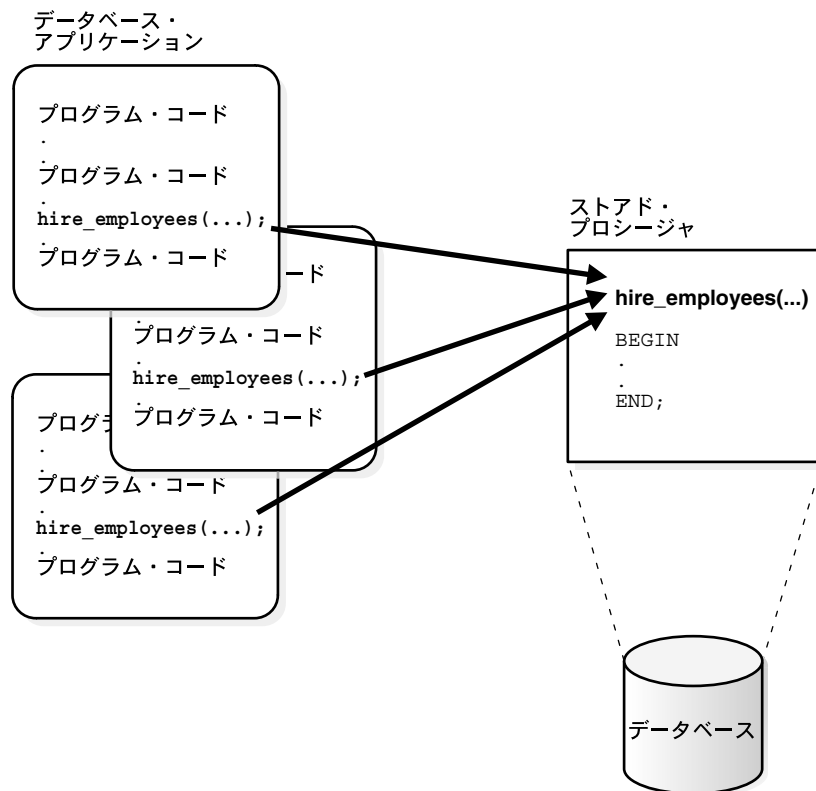 データベース・
アプリケーション
プログラム・コード
.
.
プログラム・コード
.
hire_employees(...);
.
プログラム・コード
ード
.
プログラム・コード
.
hire_employees(...);
.
プログラム・コード
プログラ
.
.
プログラム・コード
.
hire_employees(...);
.
プログラム・コード
ストアド・
プロシージャ
hire_employees(...)
BEGIN
.
.
END;
データベース